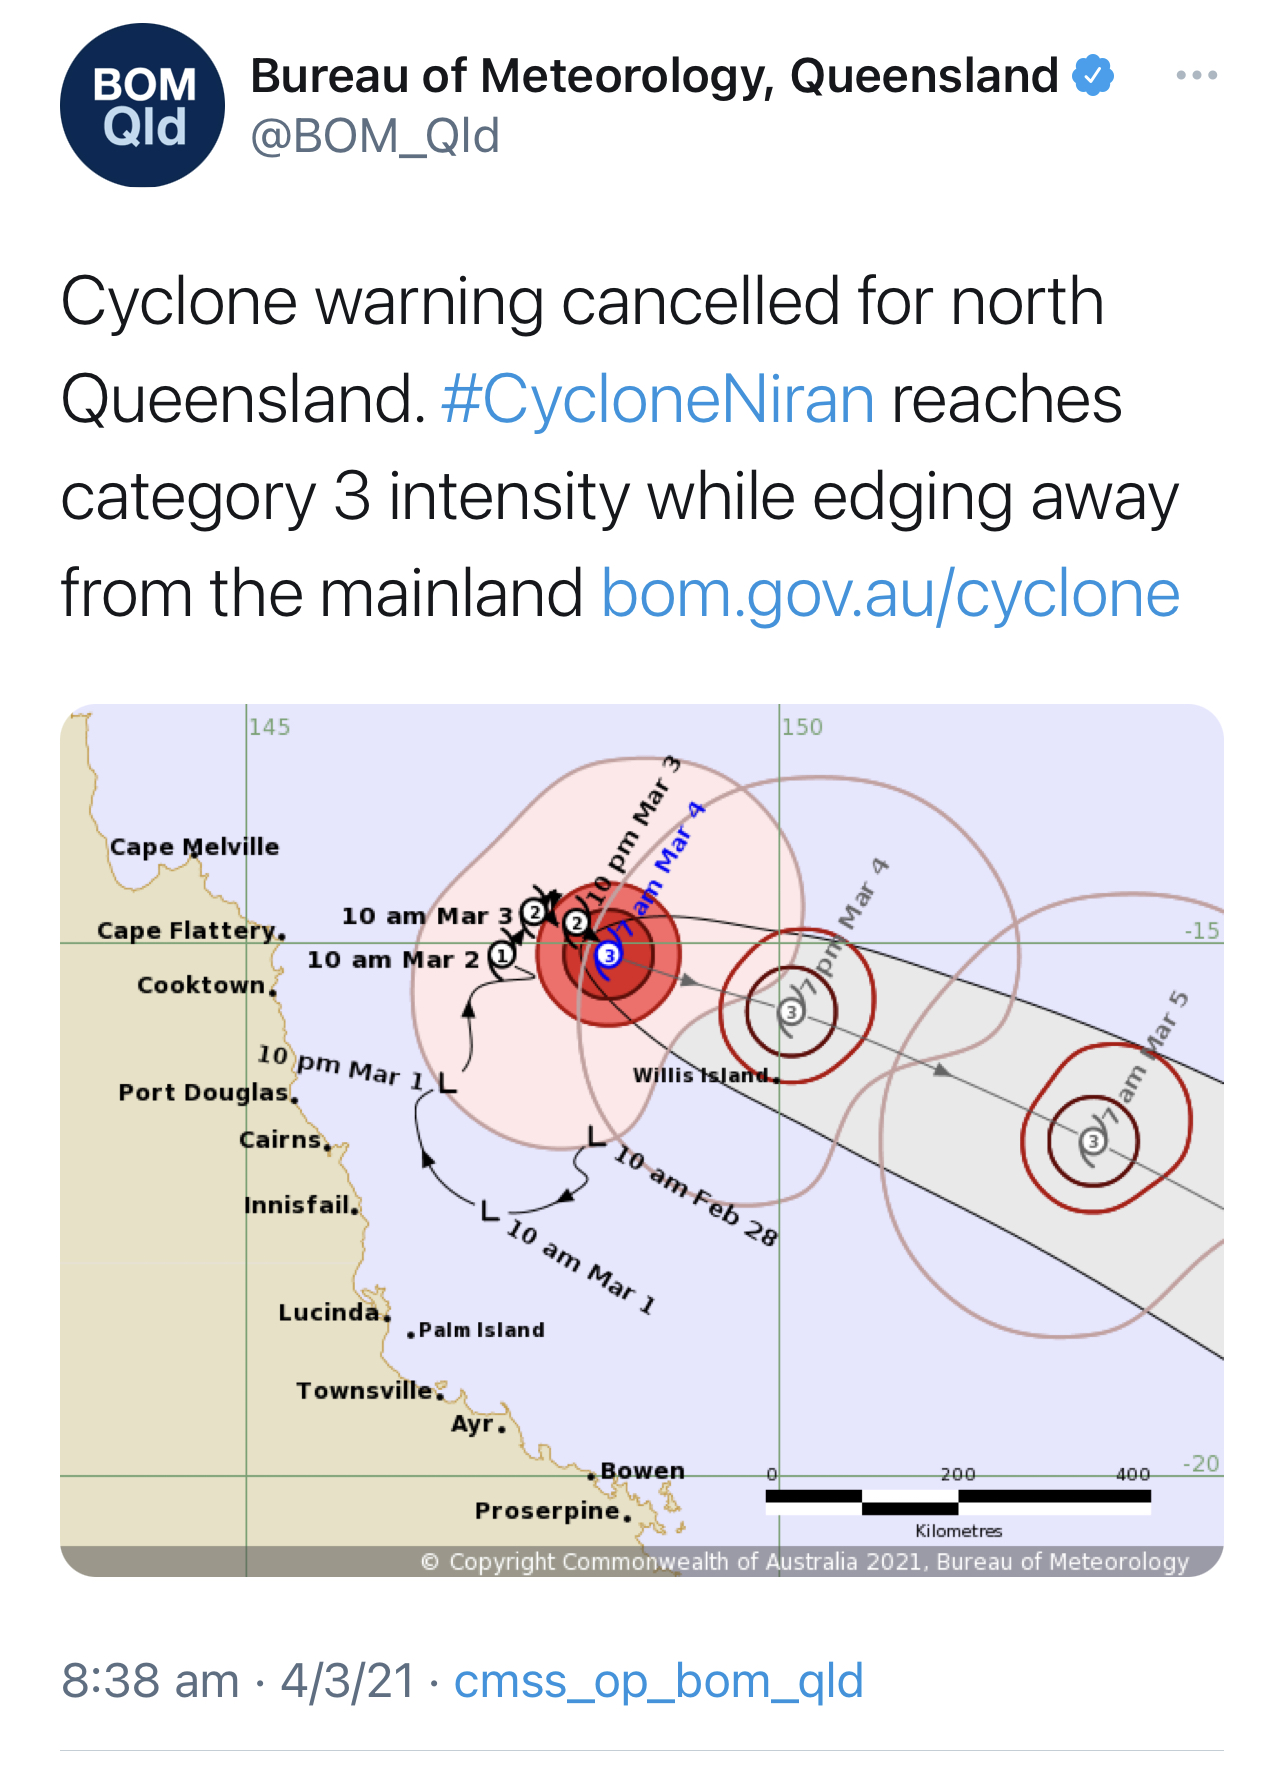 BOM
Qld
Bureau of Meteorology, Queensland
@BOM_Qld
Cyclone warning cancelled for north
Queensland. #CycloneNiran reaches
category 3 intensity while edging away
from the mainland bom.gov.au/cyclone
145
150
10 pm Mar 3
7 am Mar 4
Cape Melville
7 pm Mar 4
10 am Mar 3
2
2
Cape Flattery
-15
10 am Mar 2
1
3
Cooktown
7 am Mar 5
3
10 pm Mar 1
Willis Island
Port Douglas
Cairns
3
10 am Feb 28
Innisfail
10 am Mar 1
Lucinda
Palm Island
Townsville
Ayr
Bowen
0 200 400
-20
Proserpine
Kilometres
© Copyright Commonwealth of Australia 2021, Bureau of Meteorology
8:38 am · 4/3/21 · cmss_op_bom_qld